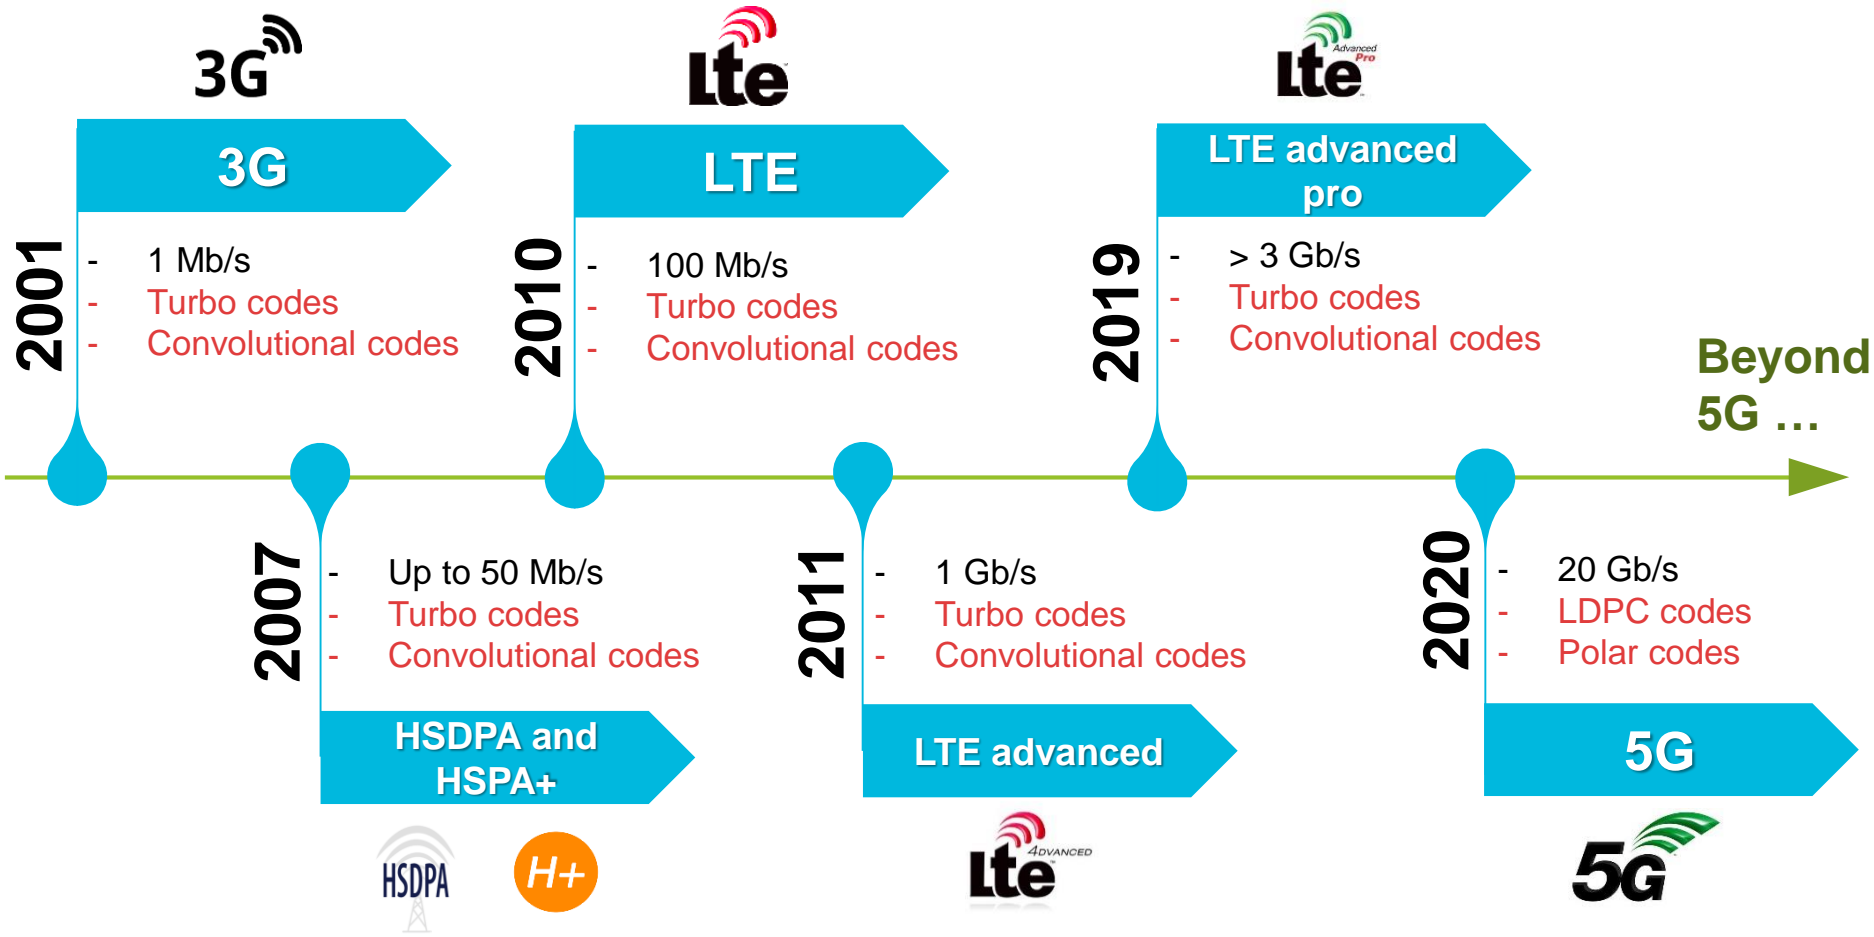 3G
3G
2001
- 1 Mb/s
- Turbo codes
- Convolutional codes
HSDPA and
HSPA+
2007
- Up to 50 Mb/s
- Turbo codes
- Convolutional codes
HSDPA
H+
Lte
LTE
2010
- 100 Mb/s
- Turbo codes
- Convolutional codes
2011
- 1 Gb/s
- Turbo codes
- Convolutional codes
LTE advanced
Lte
4DVANCED
Lte
Advanced
Pro
LTE advanced
pro
2019
- > 3 Gb/s
- Turbo codes
- Convolutional codes
2020
- 20 Gb/s
- LDPC codes
- Polar codes
5G
5G
Beyond
5G …